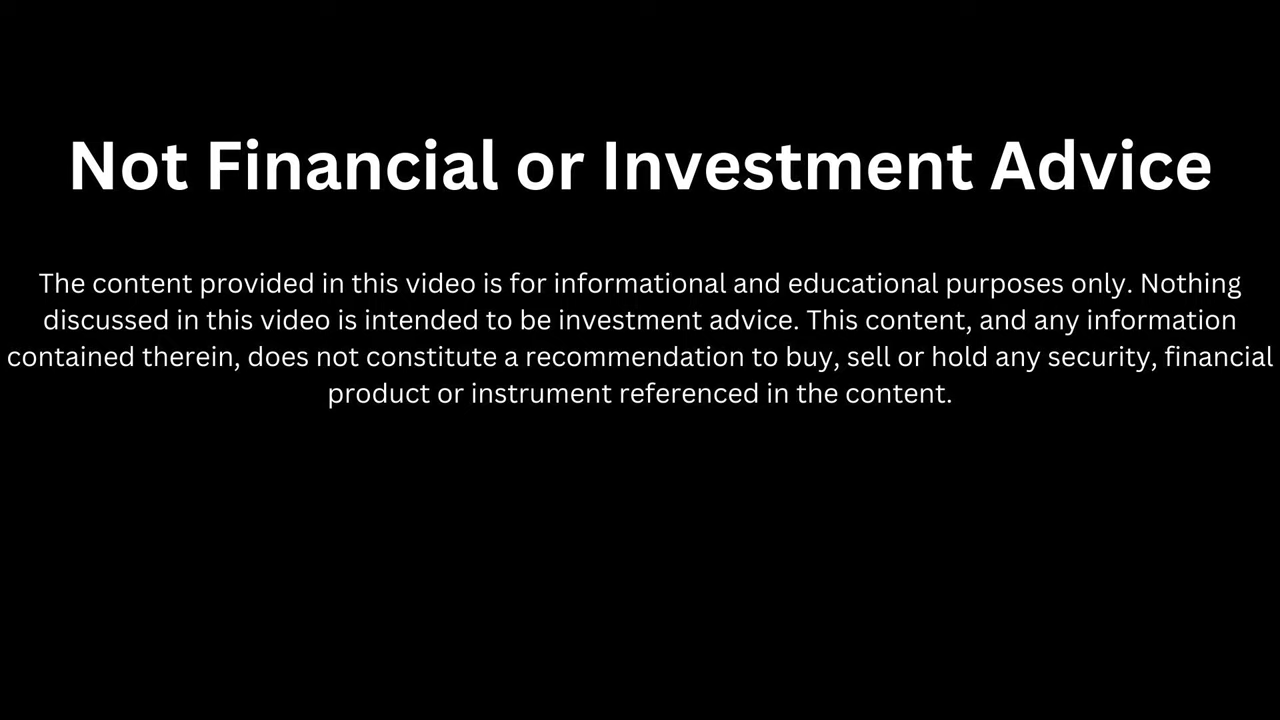 Not Financial or Investment Advice
The content provided in this video is for informational and educational purposes only. Nothing
discussed in this video is intended to be investment advice. This content, and any information
contained therein, does not constitute a recommendation to buy, sell or hold any security, financial
product or instrument referenced in the content.